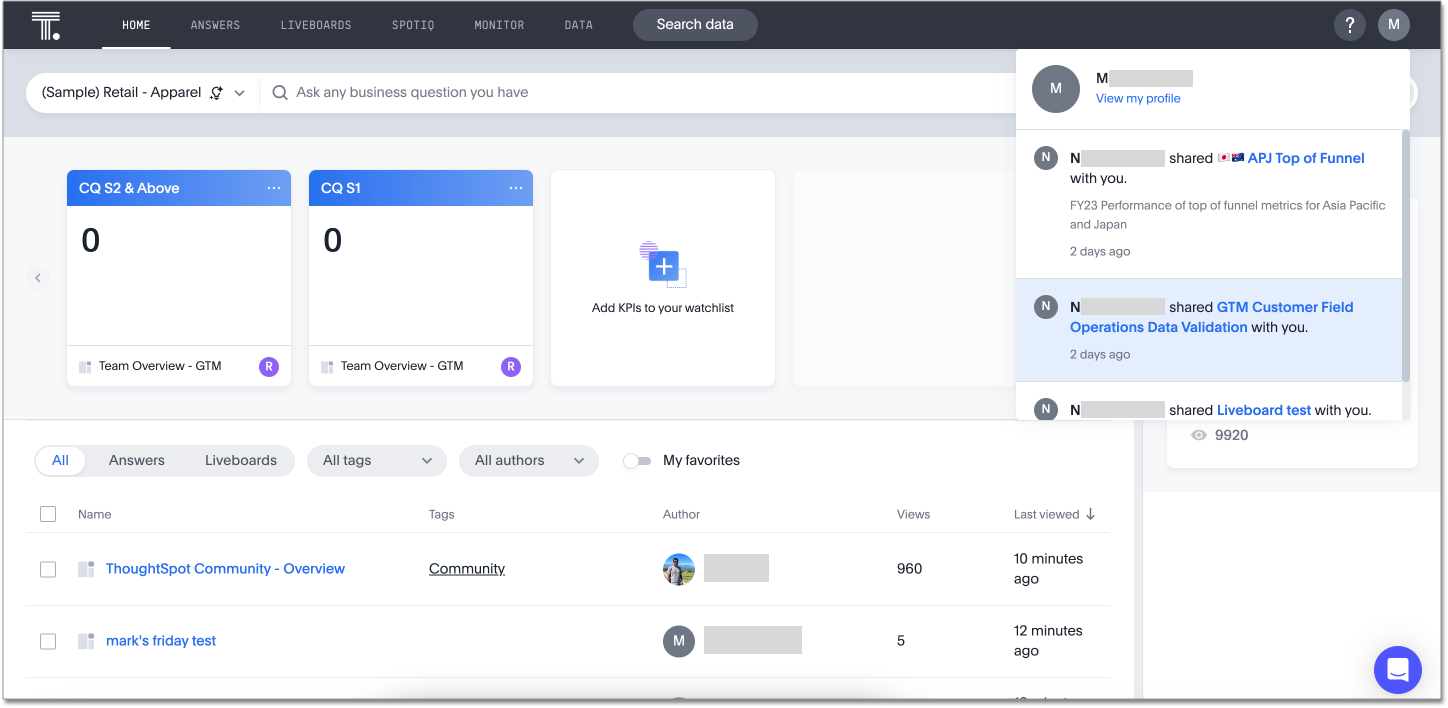 HOME ANSWERS LIVEBOARDS SPOTIQ MONITOR DATA Search data ? M
(Sample) Retail - Apparel Ask any business question you have
M M
View my profile
N N shared APJ Top of Funnel
with you.
FY23 Performance of top of funnel metrics for Asia Pacific
and Japan
2 days ago
N N shared GTM Customer Field
Operations Data Validation with you.
2 days ago
N N shared Liveboard test with you.
CQ S2 & Above ...
0
Team Overview - GTM R
CQ S1 ...
0
Team Overview - GTM R
Add KPIs to your watchlist
9920
All Answers Liveboards All tags All authors My favorites
Name Tags Author Views Last viewed
ThoughtSpot Community - Overview Community 960 10 minutes
ago
mark's friday test M 5 12 minutes
ago